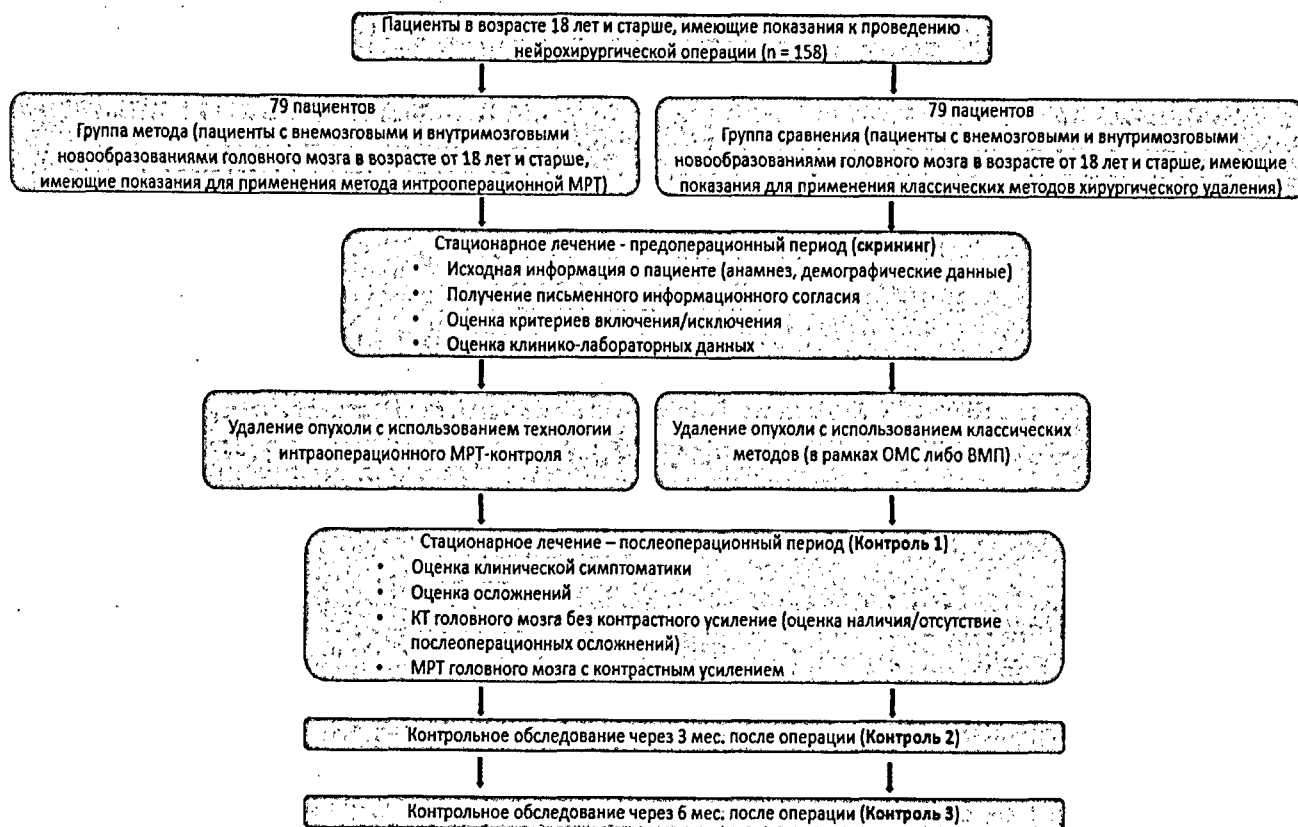 Пациенты в возрасте 18 лет и старше, имеющие показания к проведению
нейрохирургической операции (n = 158)
79 пациентов
Группа метода (пациенты с внемозговыми и внутримозговыми
новообразованиями головного мозга в возрасте от 18 лет и старше,
имеющие показания для применения метода интрооперационной МРТ)
79 пациентов
Группа сравнения (пациенты с внемозговыми и внутримозговыми
новообразованиями головного мозга в возрасте от 18 лет и старше, имеющие
показания для применения классических методов хирургического удаления)
Стационарное лечение - предоперационный период (скрининг)
• Исходная информация о пациенте (анамнез, демографические данные)
• Получение письменного информационного согласия
• Оценка критериев включения/исключения
• Оценка клинико-лабораторных данных
Удаление опухоли с использованием технологии
интраоперационного МРТ-контроля
Удаление опухоли с использованием классических
методов (в рамках ОМС либо ВМП)
Стационарное лечение – послеоперационный период (Контроль 1)
• Оценка клинической симптоматики
• Оценка осложнений
• КТ головного мозга без контрастного усиление (оценка наличия/отсутствие
послеоперационных осложнений)
• МРТ головного мозга с контрастным усилением
Контрольное обследование через 3 мес. после операции (Контроль 2)
Контрольное обследование через 6 мес. после операции (Контроль 3)